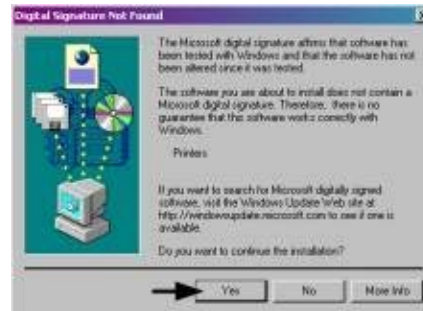 Digital Signature Not Found
The Microsoft digital signature affirms that software has
been tested with Windows and that the software has not
been altered since it was tested.
The software you are about to install does not contain a
Microsoft digital signature. Therefore, there is no
guarantee that this software works correctly with
Windows.
Printers
If you want to search for Microsoft digitally signed
software, visit the Windows Update Web site at
http://windowsupdate.microsoft.com to see if one is
available.
Do you want to continue the installation?
Yes
No
More Info